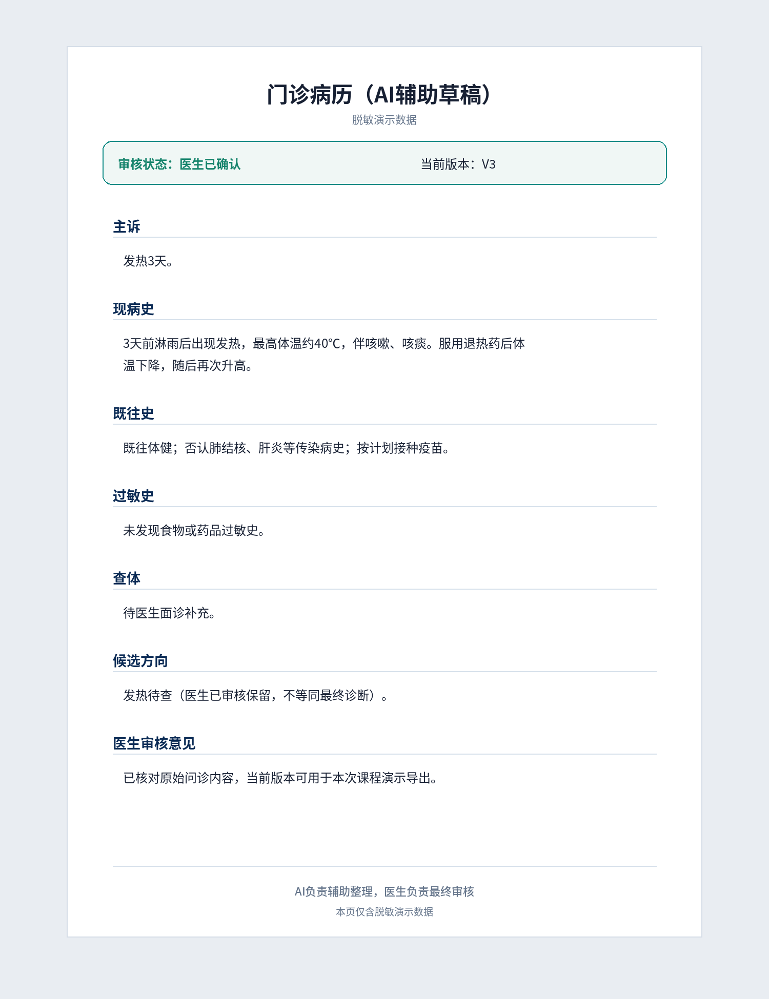 门诊病历（AI辅助草稿）
脱敏演示数据
审核状态：医生已确认
当前版本：V3
主诉
发热3天。
现病史
3天前淋雨后出现发热，最高体温约40℃，伴咳嗽、咳痰。服用退热药后体
温下降，随后再次升高。
既往史
既往体健；否认肺结核、肝炎等传染病史；按计划接种疫苗。
过敏史
未发现食物或药品过敏史。
查体
待医生面诊补充。
候选方向
发热待查（医生已审核保留，不等同最终诊断）。
医生审核意见
已核对原始问诊内容，当前版本可用于本次课程演示导出。
AI负责辅助整理，医生负责最终审核
本页仅含脱敏演示数据